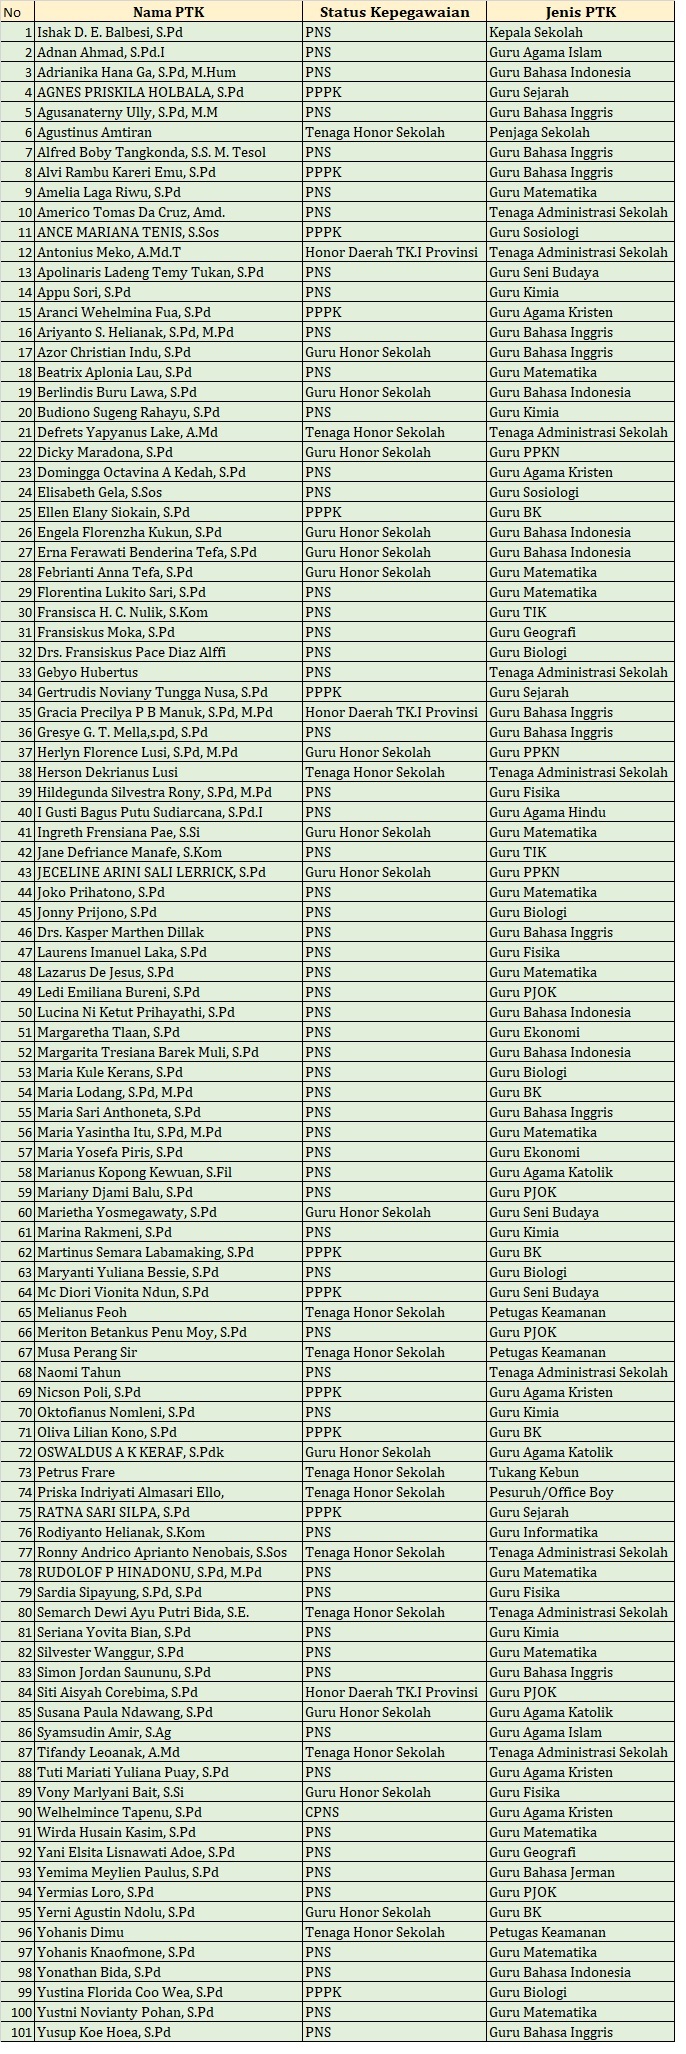 No Nama PTK Status Kepegawaian Jenis PTK
1 Ishak D. E. Balbesi, S.Pd PNS Kepala Sekolah
2 Adnan Ahmad, S.Pd.I PNS Guru Agama Islam
3 Adrianika Hana Ga, S.Pd, M.Hum PNS Guru Bahasa Indonesia
4 AGNES PRISKILA HOLBALA, S.Pd PPPK Guru Sejarah
5 Agusanaterny Ully, S.Pd, M.M PNS Guru Bahasa Inggris
6 Agustinus Amtiran Tenaga Honor Sekolah Penjaga Sekolah
7 Alfred Boby Tangkonda, S.S. M. Tesol PNS Guru Bahasa Inggris
8 Alvi Rambu Kareri Emu, S.Pd PPPK Guru Bahasa Inggris
9 Amelia Laga Riwu, S.Pd PNS Guru Matematika
10 Americo Tomas Da Cruz, Amd. PNS Tenaga Administrasi Sekolah
11 ANCE MARIANA TENIS, S.Sos PPPK Guru Sosiologi
12 Antonius Meko, A.Md.T Honor Daerah TK.I Provinsi Tenaga Administrasi Sekolah
13 Apolinaris Ladeng Temy Tukan, S.Pd PNS Guru Seni Budaya
14 Appu Sori, S.Pd PNS Guru Kimia
15 Aranci Wehelmina Fua, S.Pd PPPK Guru Agama Kristen
16 Ariyanto S. Helianak, S.Pd, M.Pd PNS Guru Bahasa Inggris
17 Azor Christian Indu, S.Pd Guru Honor Sekolah Guru Bahasa Inggris
18 Beatrix Aplonia Lau, S.Pd PNS Guru Matematika
19 Berlindis Buru Lawa, S.Pd Guru Honor Sekolah Guru Bahasa Indonesia
20 Budiono Sugeng Rahayu, S.Pd PNS Guru Kimia
21 Defrets Yapyanus Lake, A.Md Tenaga Honor Sekolah Tenaga Administrasi Sekolah
22 Dicky Maradona, S.Pd Guru Honor Sekolah Guru PPKN
23 Domingga Octavina A Kedah, S.Pd PNS Guru Agama Kristen
24 Elisabeth Gela, S.Sos PNS Guru Sosiologi
25 Ellen Elany Siokain, S.Pd PPPK Guru BK
26 Engela Florenzha Kukun, S.Pd Guru Honor Sekolah Guru Bahasa Indonesia
27 Erna Ferawati Benderina Tefa, S.Pd Guru Honor Sekolah Guru Bahasa Indonesia
28 Febrianti Anna Tefa, S.Pd Guru Honor Sekolah Guru Matematika
29 Florentina Lukito Sari, S.Pd PNS Guru Matematika
30 Fransisca H. C. Nulik, S.Kom PNS Guru TIK
31 Fransiskus Moka, S.Pd PNS Guru Geografi
32 Drs. Fransiskus Pace Diaz Alffi PNS Guru Biologi
33 Gebyo Hubertus PNS Tenaga Administrasi Sekolah
34 Gertrudis Noviany Tungga Nusa, S.Pd PPPK Guru Sejarah
35 Gracia Precilya P B Manuk, S.Pd, M.Pd Honor Daerah TK.I Provinsi Guru Bahasa Inggris
36 Gresye G. T. Mella,s.pd, S.Pd PNS Guru Bahasa Inggris
37 Herlyn Florence Lusi, S.Pd, M.Pd Guru Honor Sekolah Guru PPKN
38 Herson Dekrianus Lusi Tenaga Honor Sekolah Tenaga Administrasi Sekolah
39 Hildegunda Silvestra Rony, S.Pd, M.Pd PNS Guru Fisika
40 I Gusti Bagus Putu Sudiarcana, S.Pd.I PNS Guru Agama Hindu
41 Ingreth Frensiana Pae, S.Si Guru Honor Sekolah Guru Matematika
42 Jane Defriance Manafe, S.Kom PNS Guru TIK
43 JECELINE ARINI SALI LERRICK, S.Pd Guru Honor Sekolah Guru PPKN
44 Joko Prihatono, S.Pd PNS Guru Matematika
45 Jonny Prijono, S.Pd PNS Guru Biologi
46 Drs. Kasper Marthen Dillak PNS Guru Bahasa Inggris
47 Laurens Imanuel Laka, S.Pd PNS Guru Fisika
48 Lazarus De Jesus, S.Pd PNS Guru Matematika
49 Ledi Emiliana Bureni, S.Pd PNS Guru PJOK
50 Lucina Ni Ketut Prihayathi, S.Pd PNS Guru Bahasa Indonesia
51 Margaretha Tlaan, S.Pd PNS Guru Ekonomi
52 Margarita Tresiana Barek Muli, S.Pd PNS Guru Bahasa Indonesia
53 Maria Kule Kerans, S.Pd PNS Guru Biologi
54 Maria Lodang, S.Pd, M.Pd PNS Guru BK
55 Maria Sari Anthoneta, S.Pd PNS Guru Bahasa Inggris
56 Maria Yasintha Itu, S.Pd, M.Pd PNS Guru Matematika
57 Maria Yosefa Piris, S.Pd PNS Guru Ekonomi
58 Marianus Kopong Kewuan, S.Fil PNS Guru Agama Katolik
59 Mariany Djami Balu, S.Pd PNS Guru PJOK
60 Marietha Yosmegawaty, S.Pd Guru Honor Sekolah Guru Seni Budaya
61 Marina Rakmeni, S.Pd PNS Guru Kimia
62 Martinus Semara Labamaking, S.Pd PPPK Guru BK
63 Maryanti Yuliana Bessie, S.Pd PNS Guru Biologi
64 Mc Diori Vionita Ndun, S.Pd PPPK Guru Seni Budaya
65 Melianus Feoh Tenaga Honor Sekolah Petugas Keamanan
66 Meriton Betankus Penu Moy, S.Pd PNS Guru PJOK
67 Musa Perang Sir Tenaga Honor Sekolah Petugas Keamanan
68 Naomi Tahun PNS Tenaga Administrasi Sekolah
69 Nicson Poli, S.Pd PPPK Guru Agama Kristen
70 Oktofianus Nomleni, S.Pd PNS Guru Kimia
71 Oliva Lilian Kono, S.Pd PPPK Guru BK
72 OSWALDUS A K KERAF, S.Pdk Guru Honor Sekolah Guru Agama Katolik
73 Petrus Frare Tenaga Honor Sekolah Tukang Kebun
74 Priska Indriyati Almasari Ello, Tenaga Honor Sekolah Pesuruh/Office Boy
75 RATNA SARI SILPA, S.Pd PPPK Guru Sejarah
76 Rodiyanto Helianak, S.Kom PNS Guru Informatika
77 Ronny Andrico Aprianto Nenobais, S.Sos Tenaga Honor Sekolah Tenaga Administrasi Sekolah
78 RUDOLOF P HINADONU, S.Pd, M.Pd PNS Guru Matematika
79 Sardia Sipayung, S.Pd, S.Pd PNS Guru Fisika
80 Semarch Dewi Ayu Putri Bida, S.E. Tenaga Honor Sekolah Tenaga Administrasi Sekolah
81 Seriana Yovita Bian, S.Pd PNS Guru Kimia
82 Silvester Wanggur, S.Pd PNS Guru Matematika
83 Simon Jordan Saununu, S.Pd PNS Guru Bahasa Inggris
84 Siti Aisyah Corebima, S.Pd Honor Daerah TK.I Provinsi Guru PJOK
85 Susana Paula Ndawang, S.Pd Guru Honor Sekolah Guru Agama Katolik
86 Syamsudin Amir, S.Ag PNS Guru Agama Islam
87 Tifandy Leoanak, A.Md Tenaga Honor Sekolah Tenaga Administrasi Sekolah
88 Tuti Mariati Yuliana Puay, S.Pd PNS Guru Agama Kristen
89 Vony Marlyani Bait, S.Si Guru Honor Sekolah Guru Fisika
90 Welhelmince Tapenu, S.Pd CPNS Guru Agama Kristen
91 Wirda Husain Kasim, S.Pd PNS Guru Matematika
92 Yani Elsita Lisnawati Adoe, S.Pd PNS Guru Geografi
93 Yemima Meylien Paulus, S.Pd PNS Guru Bahasa Jerman
94 Yermias Loro, S.Pd PNS Guru PJOK
95 Yerni Agustin Ndolu, S.Pd Guru Honor Sekolah Guru BK
96 Yohanis Dimu Tenaga Honor Sekolah Petugas Keamanan
97 Yohanis Knaofmone, S.Pd PNS Guru Matematika
98 Yonathan Bida, S.Pd PNS Guru Bahasa Indonesia
99 Yustina Florida Coo Wea, S.Pd PPPK Guru Biologi
100 Yustni Novianty Pohan, S.Pd PNS Guru Matematika
101 Yusup Koe Hoea, S.Pd PNS Guru Bahasa Inggris